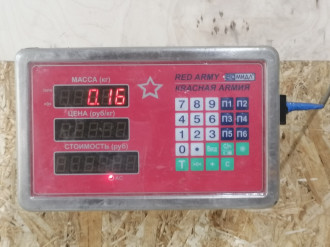 МАССА (кг)
0.16
ЦЕНА (руб/кг)
СТОИМОСТЬ (руб)
RED ARMY МИДЛ
КРАСНАЯ АРМИЯ
7 8 9 П1 П2
4 5 6 П3 П4
1 2 3 П5 П6
0
T C